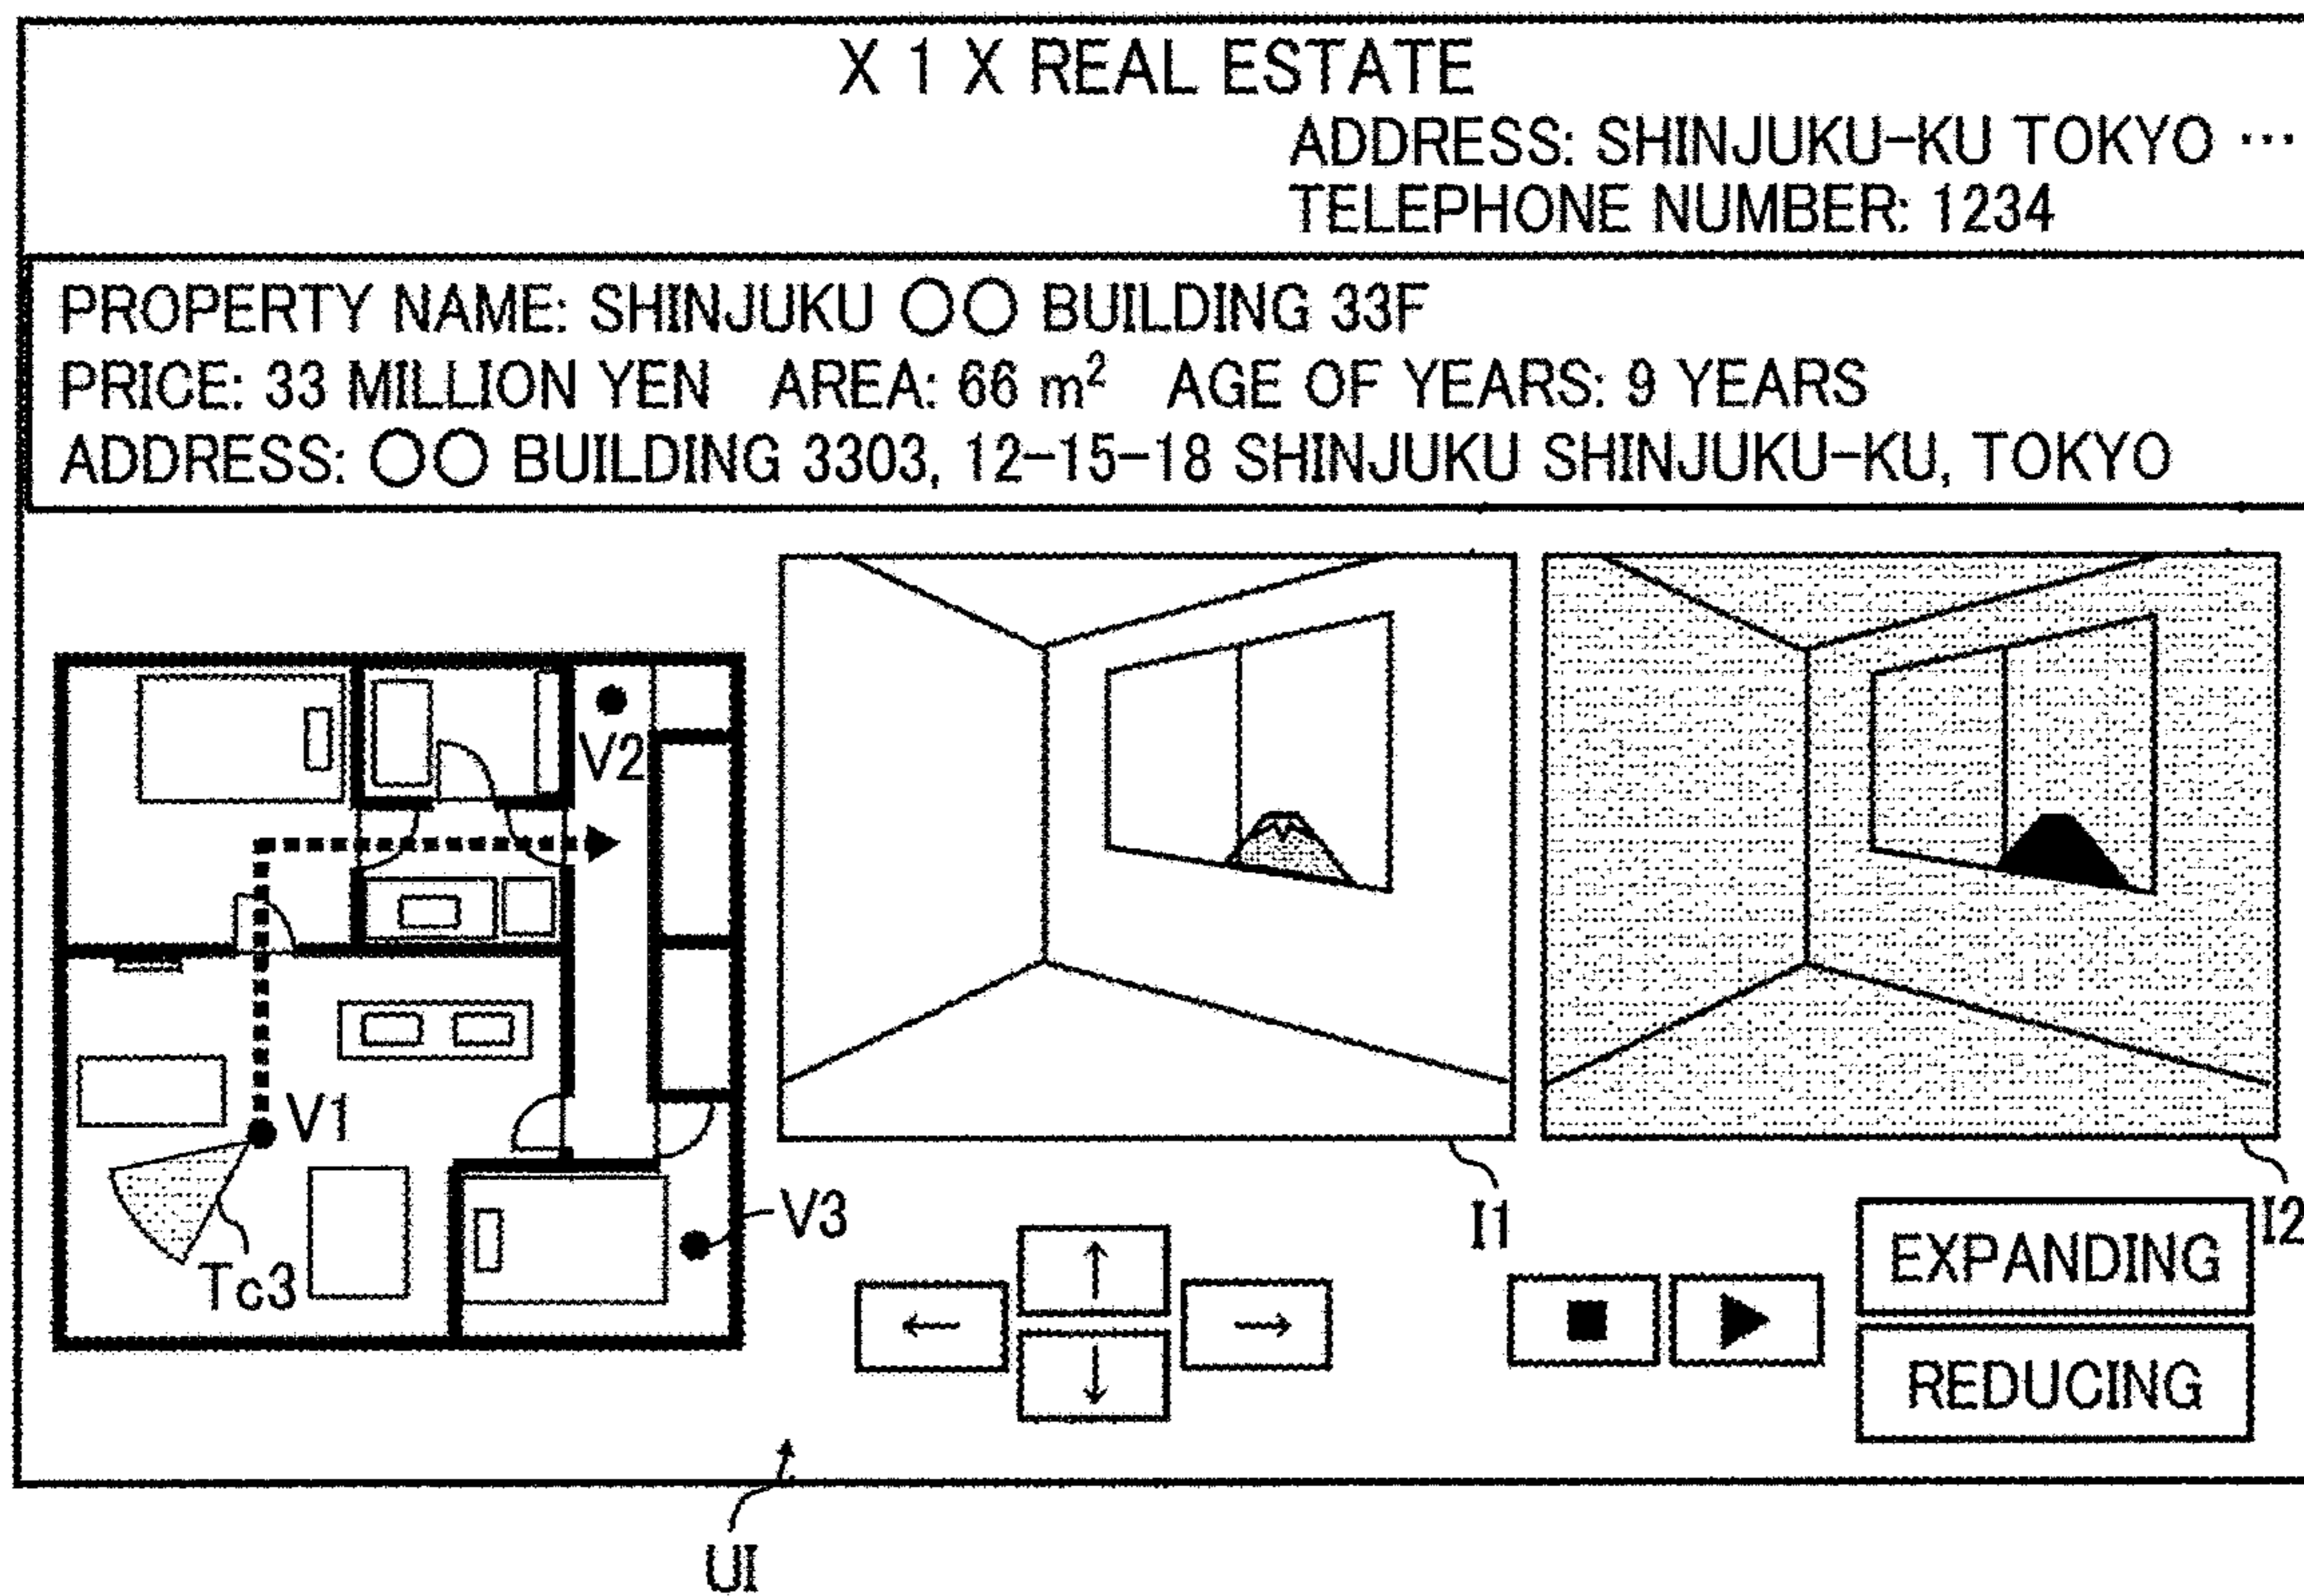 X 1 X REAL ESTATE
ADDRESS: SHINJUKU-KU TOKYO …
TELEPHONE NUMBER: 1234
PROPERTY NAME: SHINJUKU ○○ BUILDING 33F
PRICE: 33 MILLION YEN AREA: 66 m² AGE OF YEARS: 9 YEARS
ADDRESS: ○○ BUILDING 3303, 12-15-18 SHINJUKU SHINJUKU-KU, TOKYO
V2
V1
V3
Tc3
I1
I2
←
↑
↓
→
■
▶
EXPANDING
REDUCING
UI